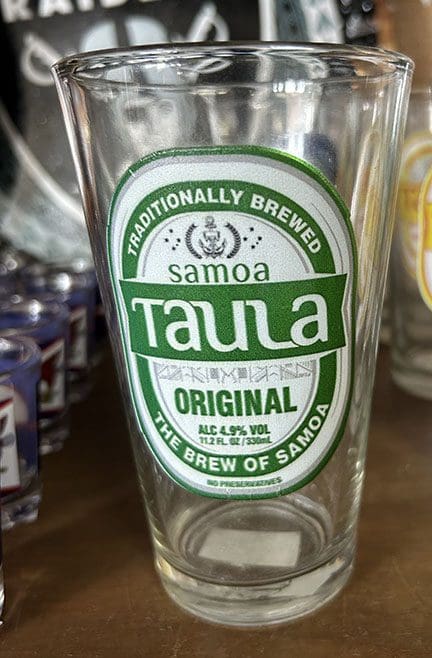 RAIDE
TRADITIONALLY BREWED
samoa
TAULA
ORIGINAL
ALC 4.9% VOL
11.2 FL. OZ / 330mL
THE BREW OF SAMOA
NO PRESERVATIVES